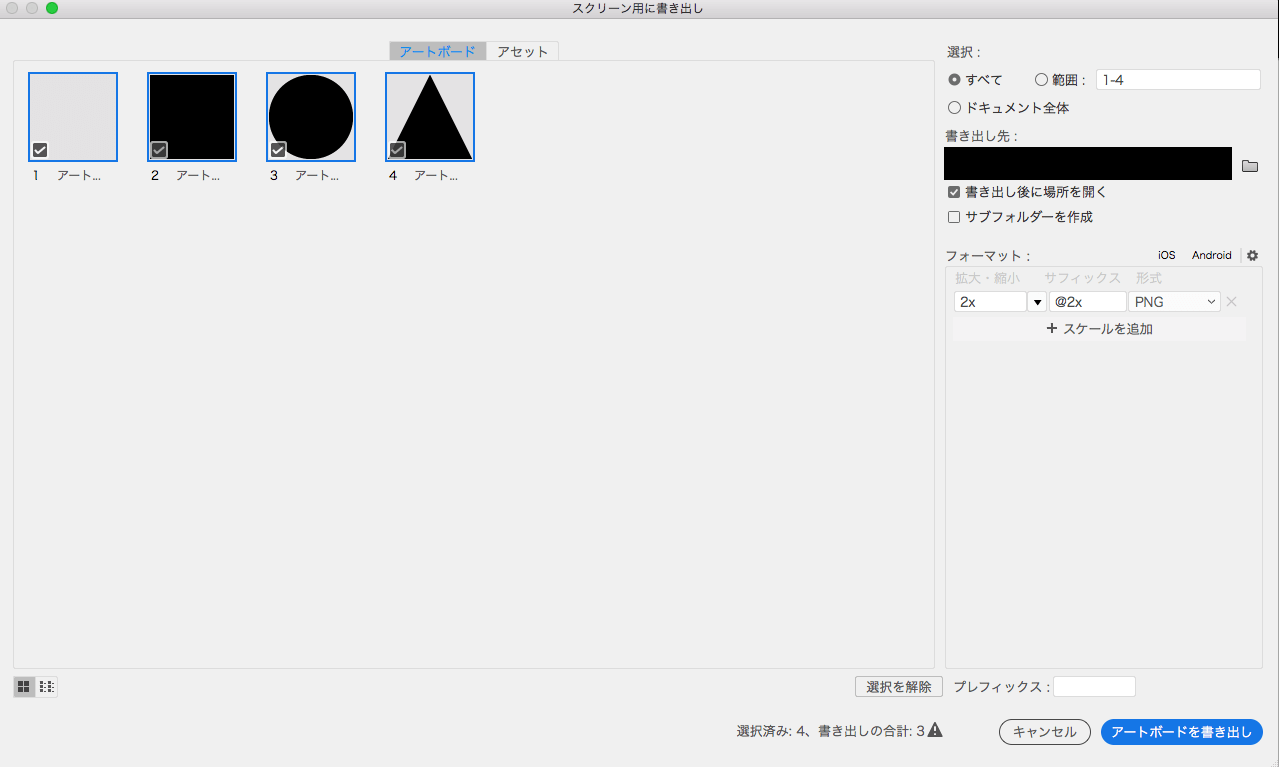 スクリーン用に書き出し
アートボード アセット
1 アート...
2 アート...
3 アート...
4 アート...
選択 :
すべて 範囲 : 1-4
ドキュメント全体
書き出し先 :
書き出し後に場所を開く
サブフォルダーを作成
フォーマット : iOS Android
拡大・縮小 サフィックス 形式
2x @2x PNG
+ スケールを追加
選択を解除 プレフィックス :
選択済み: 4、書き出しの合計: 3
キャンセル アートボードを書き出し